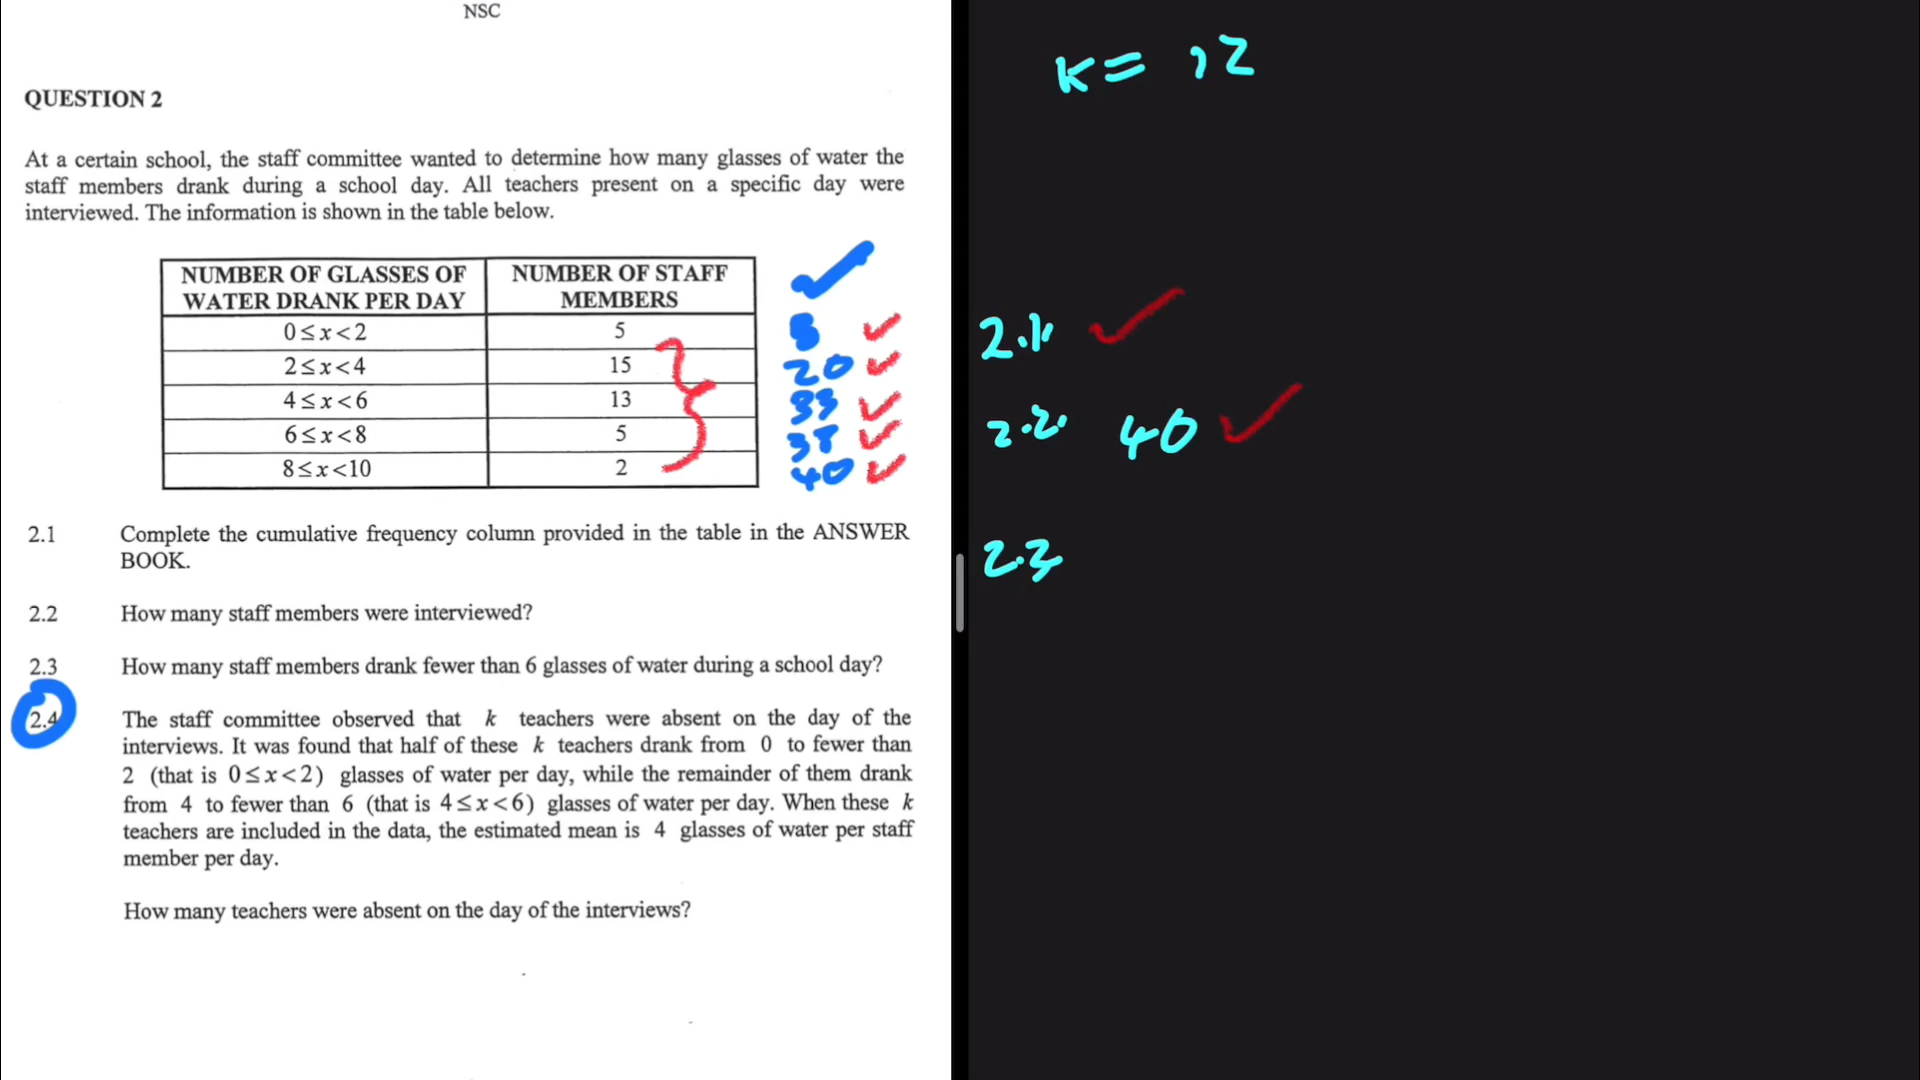 NSC
QUESTION 2
At a certain school, the staff committee wanted to determine how many glasses of water the
staff members drank during a school day. All teachers present on a specific day were
interviewed. The information is shown in the table below.
NUMBER OF GLASSES OF WATER DRANK PER DAY NUMBER OF STAFF MEMBERS
0≤x<2 5 5
2≤x<4 15 20
4≤x<6 13 33
6≤x<8 5 38
8≤x<10 2 40
2.1 Complete the cumulative frequency column provided in the table in the ANSWER
BOOK.
2.2 How many staff members were interviewed?
2.3 How many staff members drank fewer than 6 glasses of water during a school day?
2.4 The staff committee observed that k teachers were absent on the day of the
interviews. It was found that half of these k teachers drank from 0 to fewer than
2 (that is 0≤x<2) glasses of water per day, while the remainder of them drank
from 4 to fewer than 6 (that is 4≤x<6) glasses of water per day. When these k
teachers are included in the data, the estimated mean is 4 glasses of water per staff
member per day.
How many teachers were absent on the day of the interviews?
k= 12
2.1
2.2 40
2.3